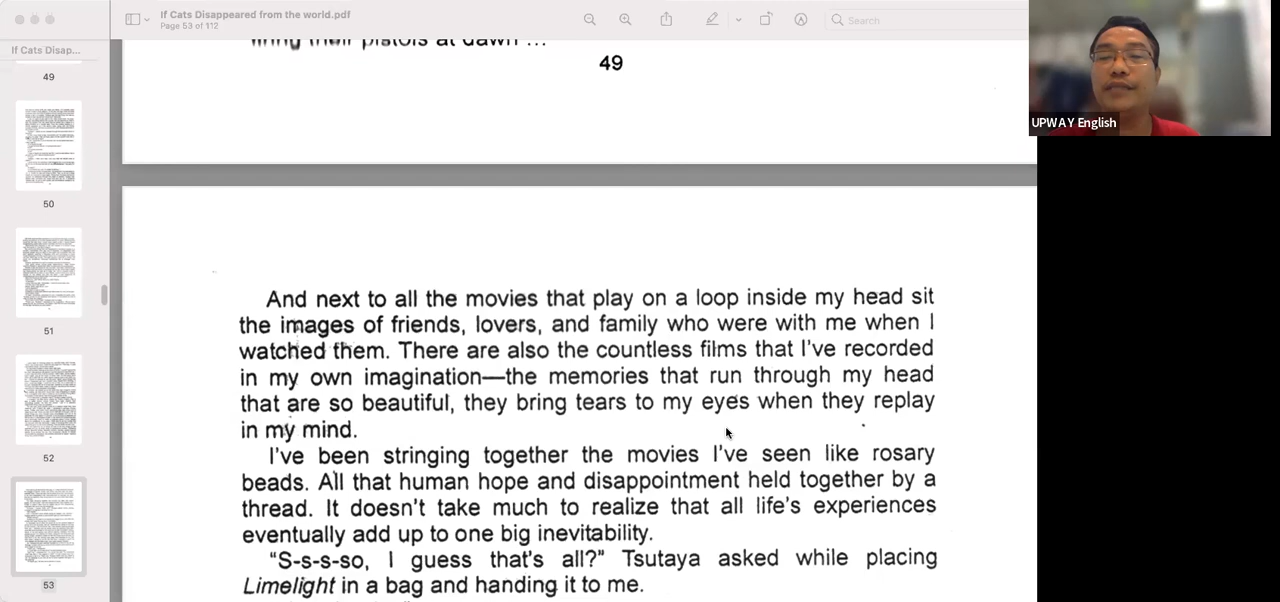 If Cats Disappeared from the world.pdf
Page 53 of 112
Search
If Cats Disap...
49
50
51
52
53
firing their pistols at dawn ...
49
And next to all the movies that play on a loop inside my head sit
the images of friends, lovers, and family who were with me when I
watched them. There are also the countless films that I've recorded
in my own imagination—the memories that run through my head
that are so beautiful, they bring tears to my eyes when they replay
in my mind.
I've been stringing together the movies I've seen like rosary
beads. All that human hope and disappointment held together by a
thread. It doesn't take much to realize that all life's experiences
eventually add up to one big inevitability.
"S-s-s-so, I guess that's all?" Tsutaya asked while placing
Limelight in a bag and handing it to me.
UPWAY English